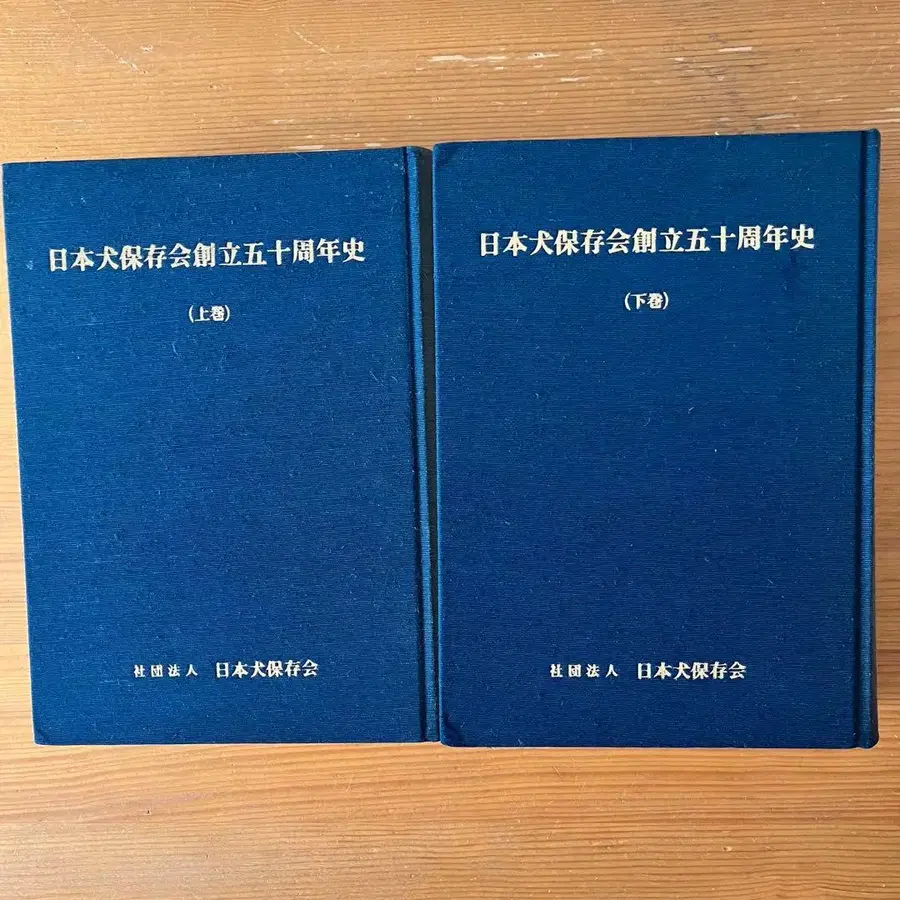 日本犬保存会創立五十周年史
(上巻)
社団法人 日本犬保存会
日本犬保存会創立五十周年史
(下巻)
社団法人 日本犬保存会